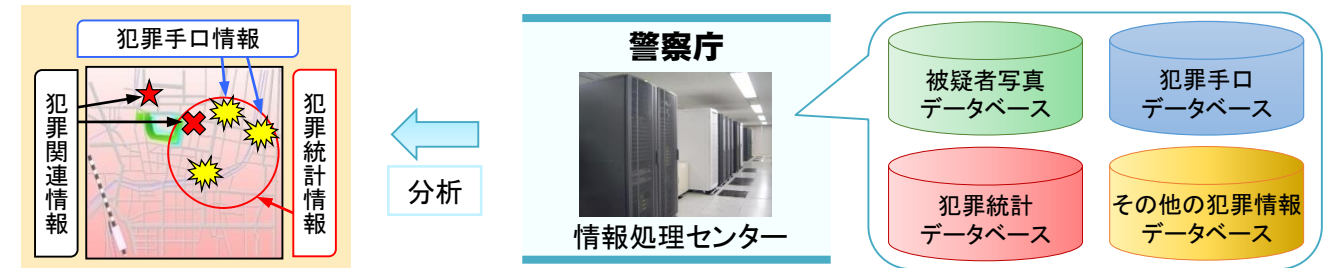 犯罪手口情報
犯罪関連情報
犯罪統計情報
分析
警察庁
情報処理センター
被疑者写真
データベース
犯罪手口
データベース
犯罪統計
データベース
その他の犯罪情報
データベース